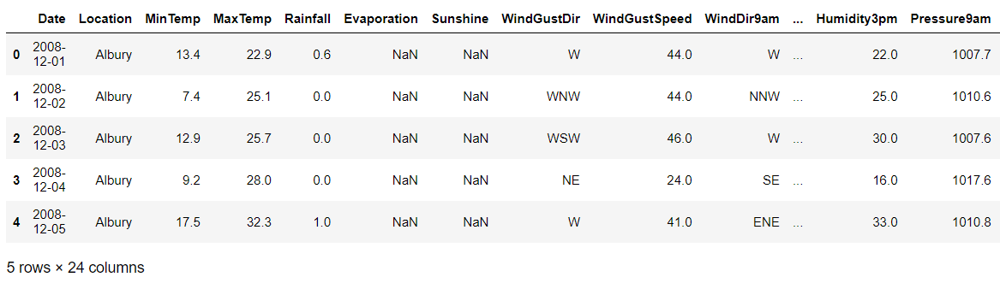 Date Location MinTemp MaxTemp Rainfall Evaporation Sunshine WindGustDir WindGustSpeed WindDir9am ... Humidity3pm Pressure9am
0 2008-12-01 Albury 13.4 22.9 0.6 NaN NaN W 44.0 W ... 22.0 1007.7
1 2008-12-02 Albury 7.4 25.1 0.0 NaN NaN WNW 44.0 NNW ... 25.0 1010.6
2 2008-12-03 Albury 12.9 25.7 0.0 NaN NaN WSW 46.0 W ... 30.0 1007.6
3 2008-12-04 Albury 9.2 28.0 0.0 NaN NaN NE 24.0 SE ... 16.0 1017.6
4 2008-12-05 Albury 17.5 32.3 1.0 NaN NaN W 41.0 ENE ... 33.0 1010.8
5 rows × 24 columns